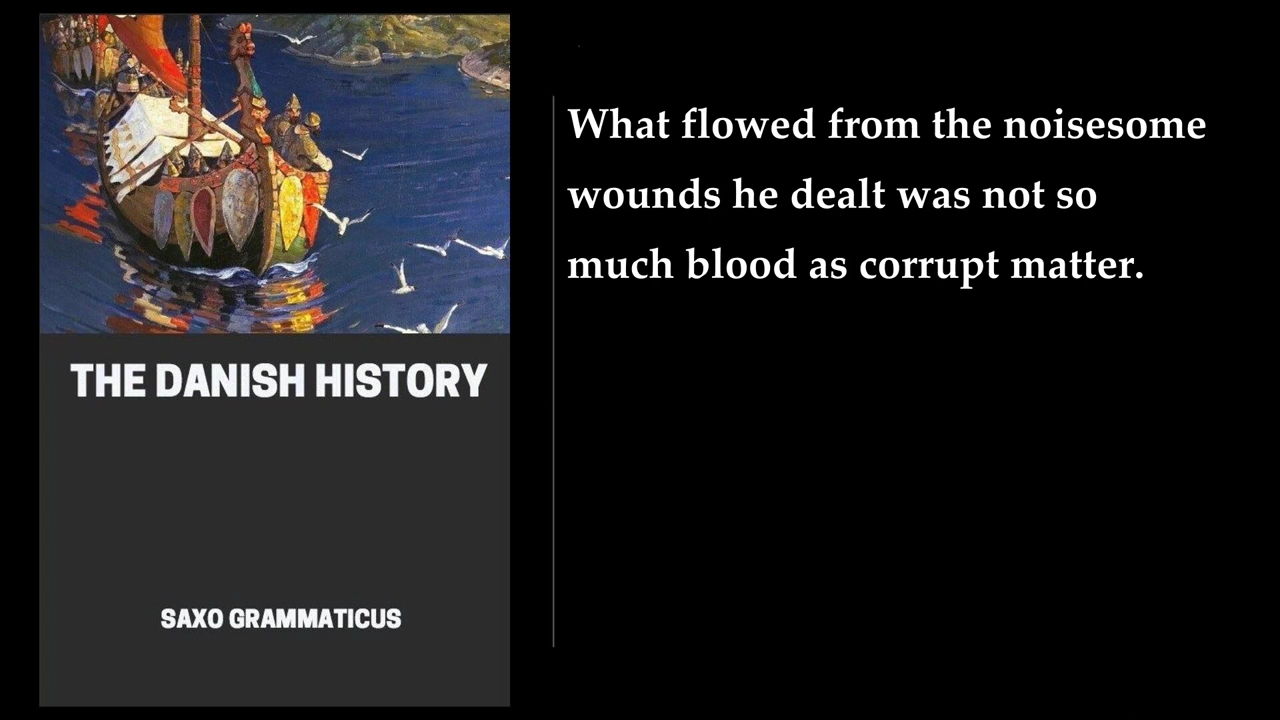 THE DANISH HISTORY
SAXO GRAMMATICUS
What flowed from the noisesome
wounds he dealt was not so
much blood as corrupt matter.